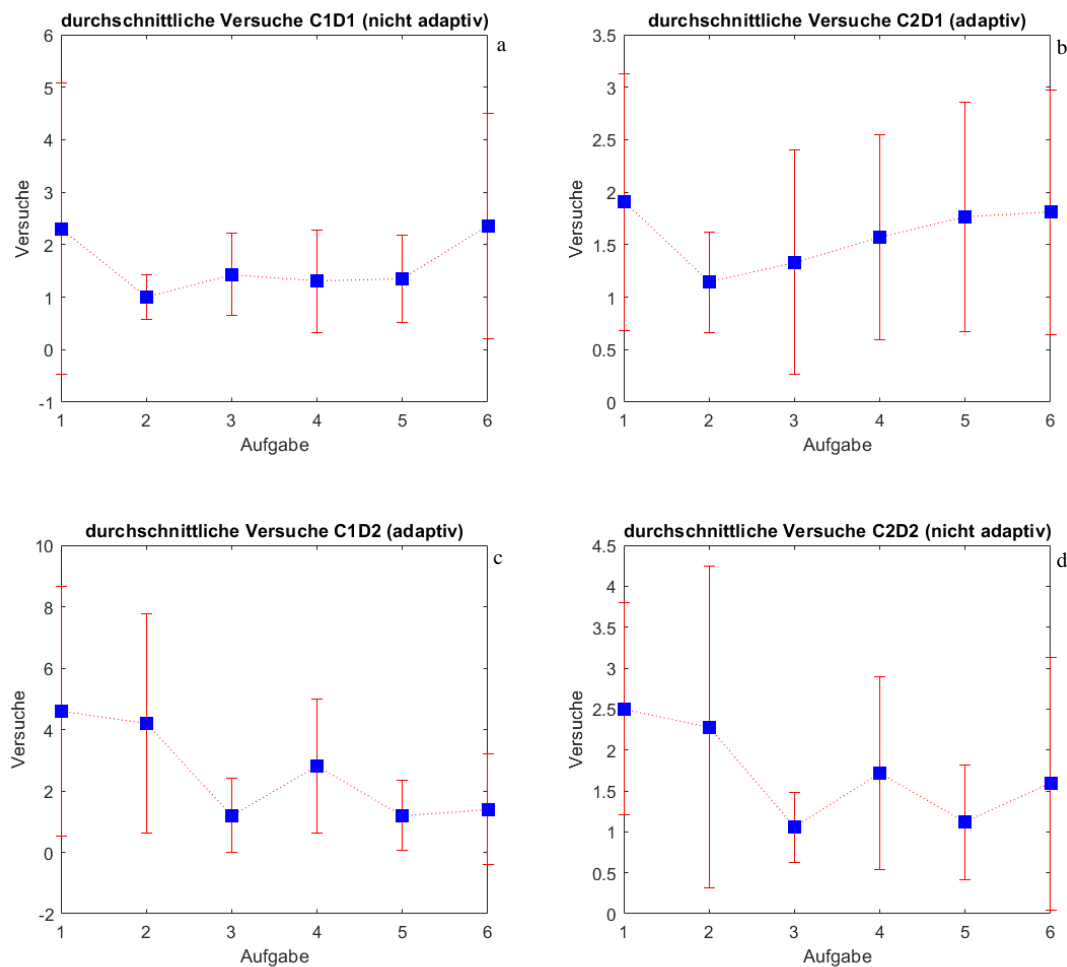 durchschnittliche Versuche C1D1 (nicht adaptiv)
a
6
5
4
3
2
1
0
-1
Versuche
1 2 3 4 5 6
Aufgabe
durchschnittliche Versuche C2D1 (adaptiv)
b
3.5
3
2.5
2
1.5
1
0.5
0
Versuche
1 2 3 4 5 6
Aufgabe
durchschnittliche Versuche C1D2 (adaptiv)
c
10
8
6
4
2
0
-2
Versuche
1 2 3 4 5 6
Aufgabe
durchschnittliche Versuche C2D2 (nicht adaptiv)
d
4.5
4
3.5
3
2.5
2
1.5
1
0.5
0
Versuche
1 2 3 4 5 6
Aufgabe